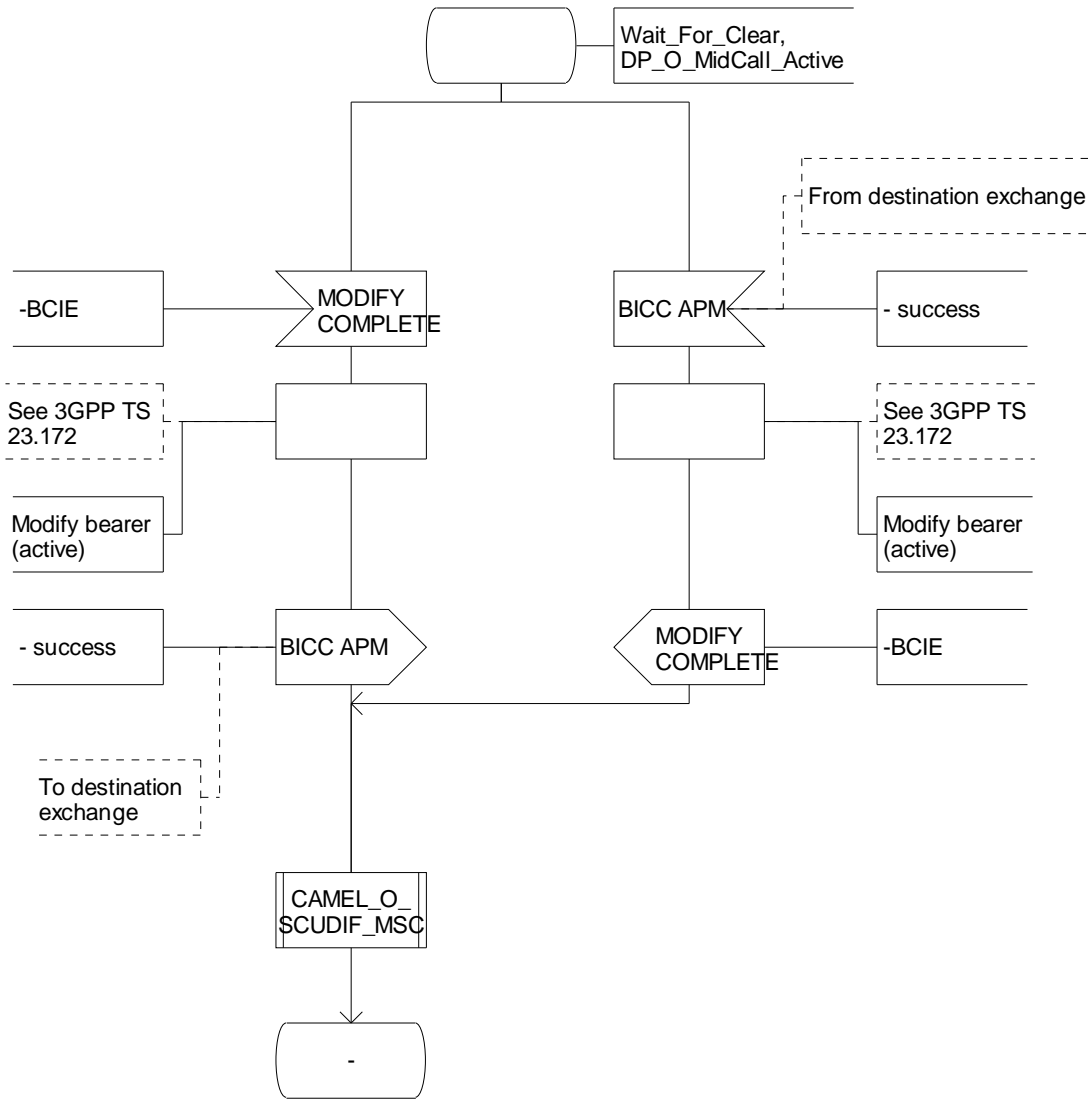 Wait_For_Clear,
DP_O_MidCall_Active
From destination exchange
-BCIE
MODIFY
COMPLETE
BICC APM
- success
See 3GPP TS
23.172
See 3GPP TS
23.172
Modify bearer
(active)
Modify bearer
(active)
- success
BICC APM
MODIFY
COMPLETE
-BCIE
To destination
exchange
CAMEL_O_
SCUDIF_MSC
-